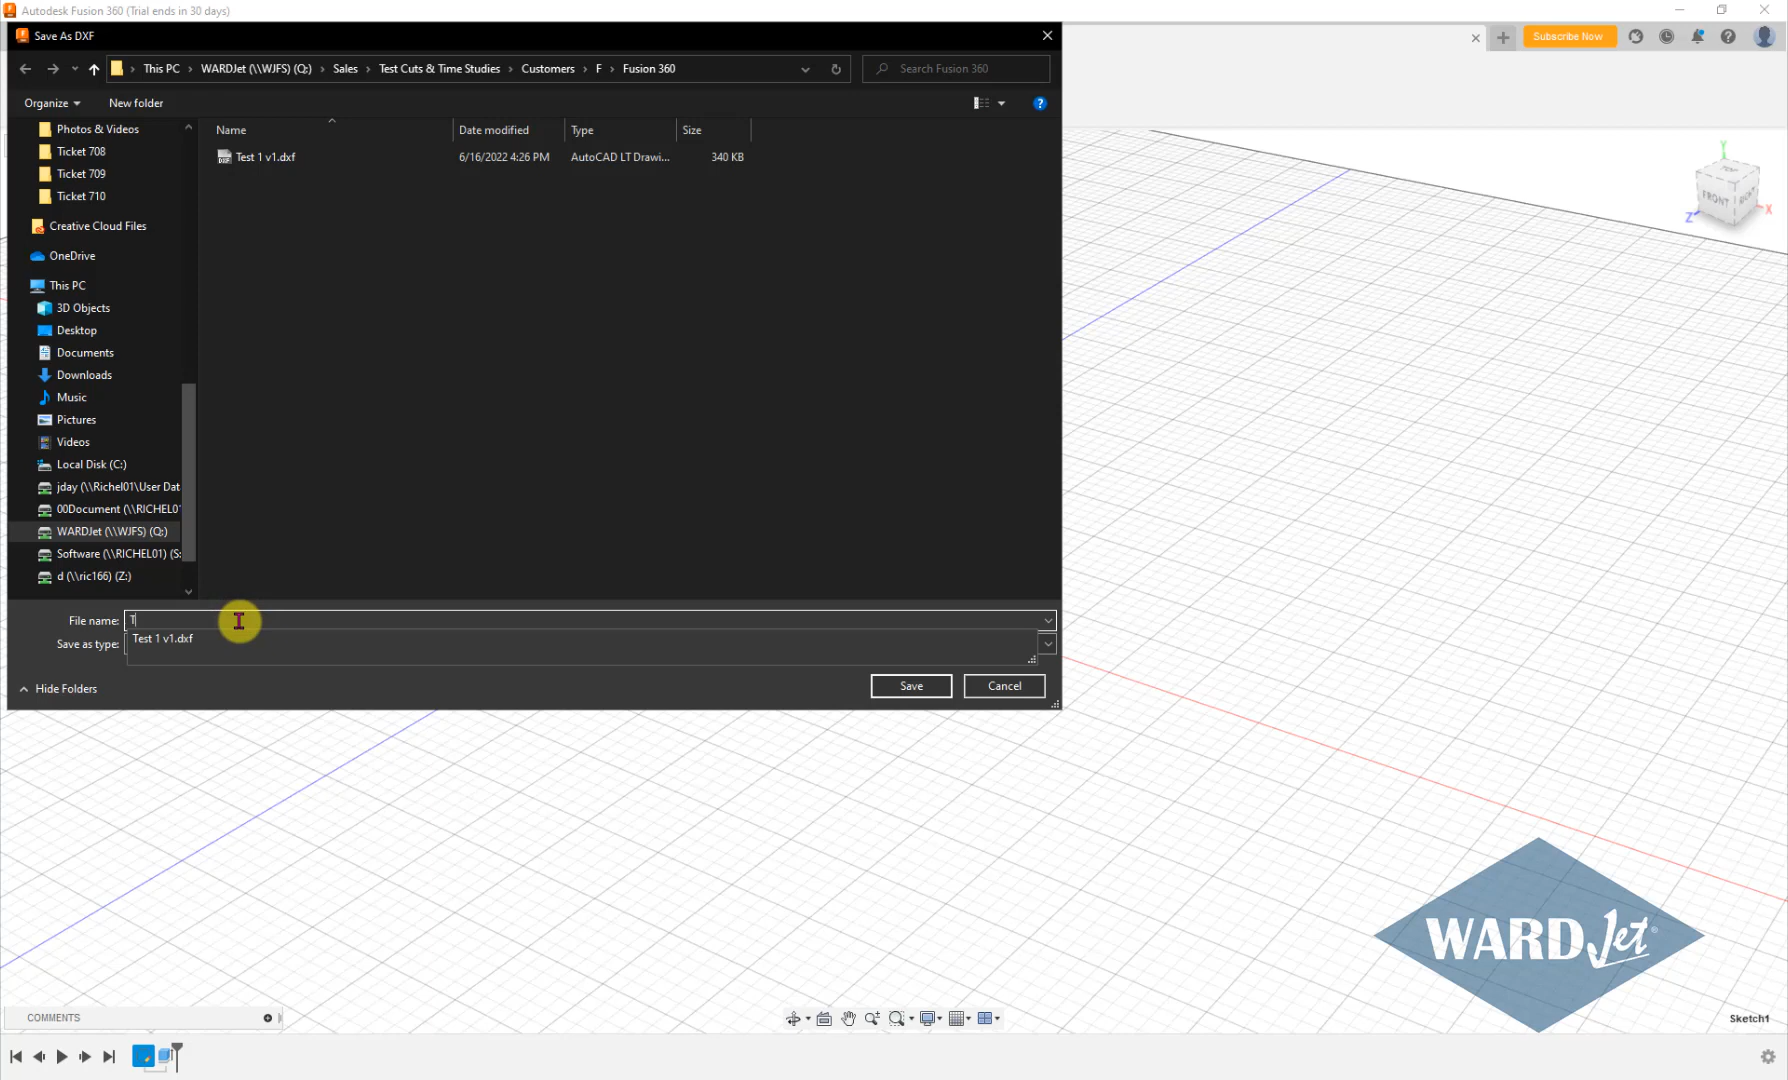 Autodesk Fusion 360 (Trial ends in 30 days)
Save As DXF
This PC > WARDJet (\\WJFS) (Q:) > Sales > Test Cuts & Time Studies > Customers > F > Fusion 360
Search Fusion 360
Subscribe Now
Organize
New folder
Name
Date modified
Type
Size
Test 1 v1.dxf
6/16/2022 4:26 PM
AutoCAD LT Drawi...
340 KB
Photos & Videos
Ticket 708
Ticket 709
Ticket 710
Creative Cloud Files
OneDrive
This PC
3D Objects
Desktop
Documents
Downloads
Music
Pictures
Videos
Local Disk (C:)
jday (\\Richel01\User Dat
00Document (\\RICHEL01
WARDJet (\\WJFS) (Q:)
Software (\\RICHEL01) (S:
d (\\ric166) (Z:)
File name: T
Test 1 v1.dxf
Save as type:
Hide Folders
Save
Cancel
Y
TOP
FRONT
RIGHT
Z
X
WARDJet®
COMMENTS
Sketch1